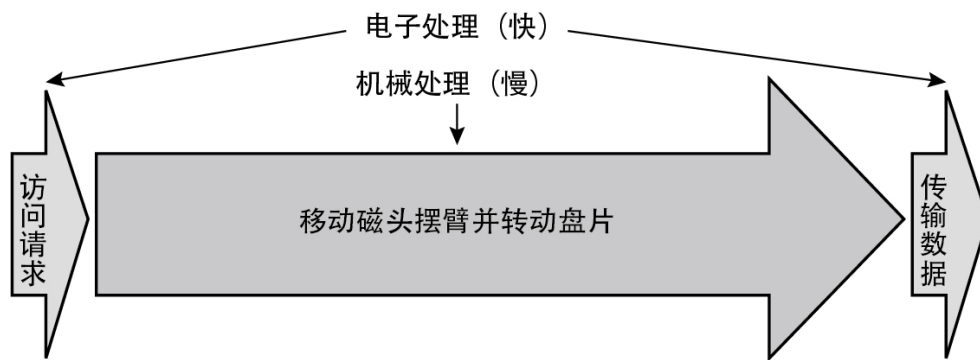 电子处理（快）
机械处理（慢）
访问请求
移动磁头摆臂并转动盘片
传输数据